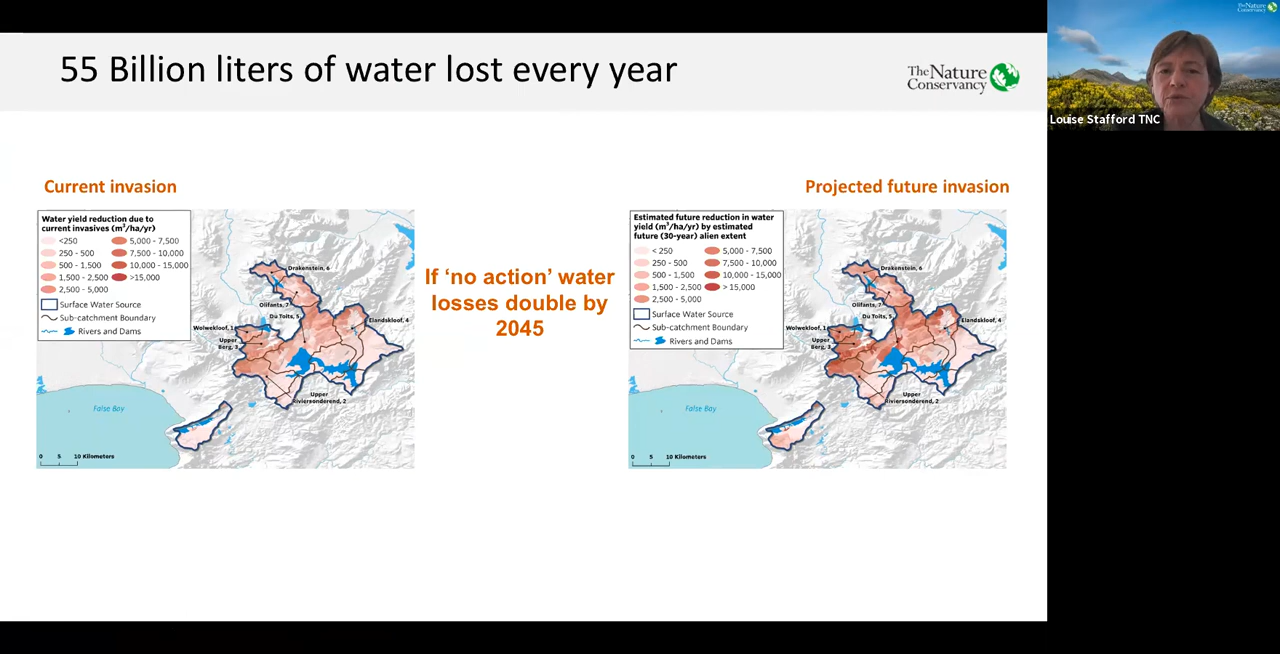 55 Billion liters of water lost every year
The Nature
Conservancy
The Nature
Conservancy
Louise Stafford TNC
Current invasion
Projected future invasion
Water yield reduction due to
current invasives (m³/ha/yr)
<250
5,000 - 7,500
250 - 500
7,500 - 10,000
500 - 1,500
10,000 - 15,000
1,500 - 2,500
>15,000
2,500 - 5,000
Surface Water Source
Sub-catchment Boundary
Rivers and Dams
Drakenstein, 6
Olifants, 7
Du Toits, 5
Elandskloof, 4
Wolwekloof, 1
Upper
Berg, 3
Upper
Riviersonderend, 2
False Bay
0 5 10 Kilometers
If ‘no action’ water
losses double by
2045
Estimated future reduction in water
yield (m³/ha/yr) by estimated
future (30-year) alien extent
< 250
5,000 - 7,500
250 - 500
7,500 - 10,000
500 - 1,500
10,000 - 15,000
1,500 - 2,500
> 15,000
2,500 - 5,000
Surface Water Source
Sub-catchment Boundary
Rivers and Dams
Drakenstein, 6
Olifants, 7
Du Toits, 5
Elandskloof, 4
Wolwekloof, 1
Upper
Berg, 3
Upper
Riviersonderend, 2
False Bay
0 5 10 Kilometers